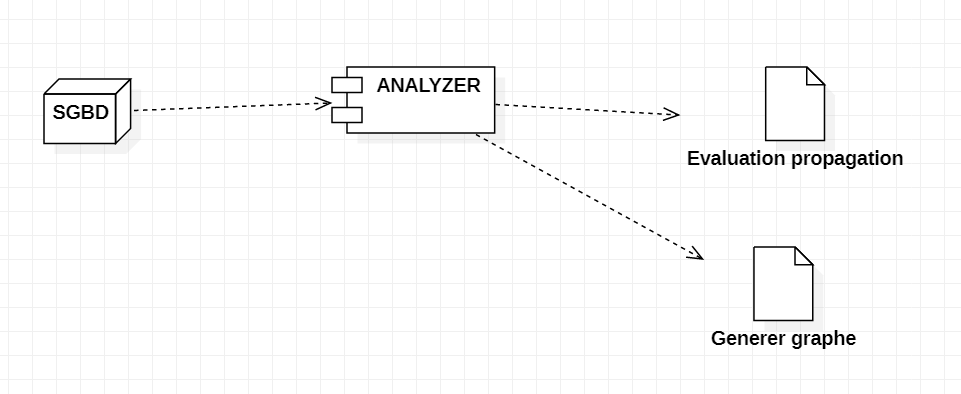 SGBD
ANALYZER
Evaluation propagation
Generer graphe